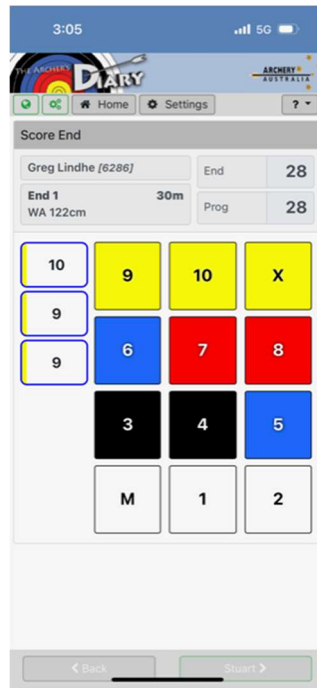 3:05 5G
THE ARCHER'S DIARY
ARCHERY
AUSTRALIA
Home Settings ?
Score End
Greg Lindhe [6286] End 28
End 1 30m
WA 122cm
Prog 28
10
9
9
9 10 X
6 7 8
3 4 5
M 1 2
Back Stuart